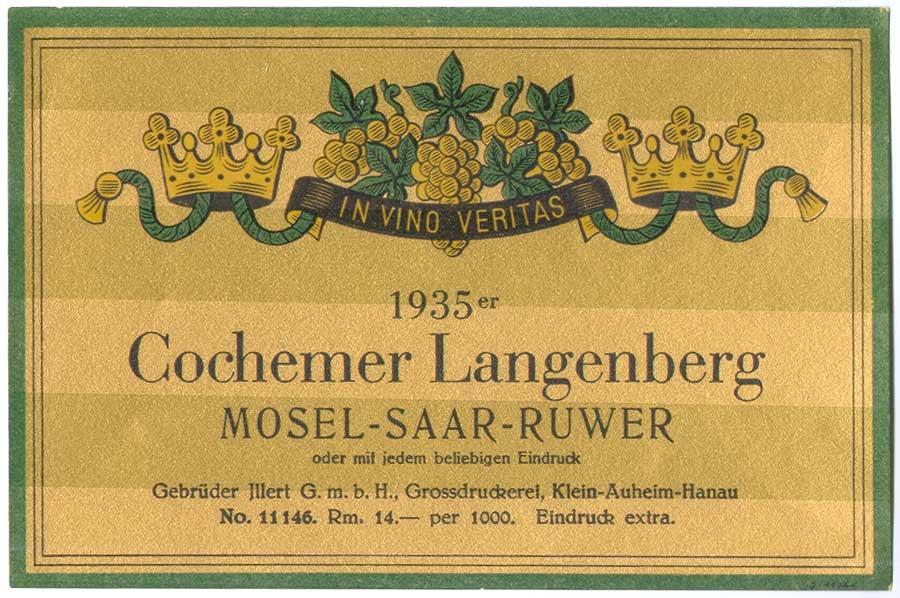 IN VINO VERITAS
1935er
Cochemer Langenberg
MOSEL-SAAR-RUWER
oder mit jedem beliebigen Eindruck
Gebrüder Jllert G. m. b. H., Grossdruckerei, Klein-Auheim-Hanau
No. 11146. Rm. 14.— per 1000. Eindruck extra.